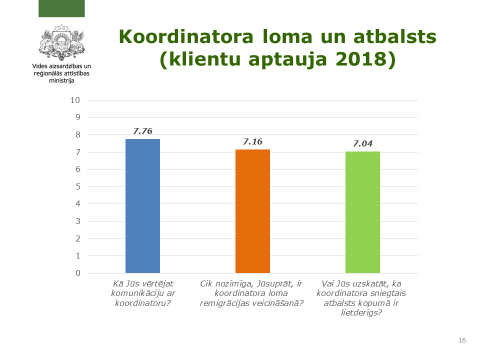 Koordinatora loma un atbalsts
(klientu aptauja 2018)
Vides aizsardzības un
reģionālās attīstības
ministrija
10
9
8
7
6
5
4
3
2
1
0
7.76
7.16
7.04
Kā Jūs vērtējat
komunikāciju ar
koordinatoru?
Cik nozīmīga, Jūsuprāt, ir
koordinatora loma
remigrācijas veicināšanā?
Vai Jūs uzskatāt, ka
koordinatora sniegtais
atbalsts kopumā ir
lietderīgs?
16